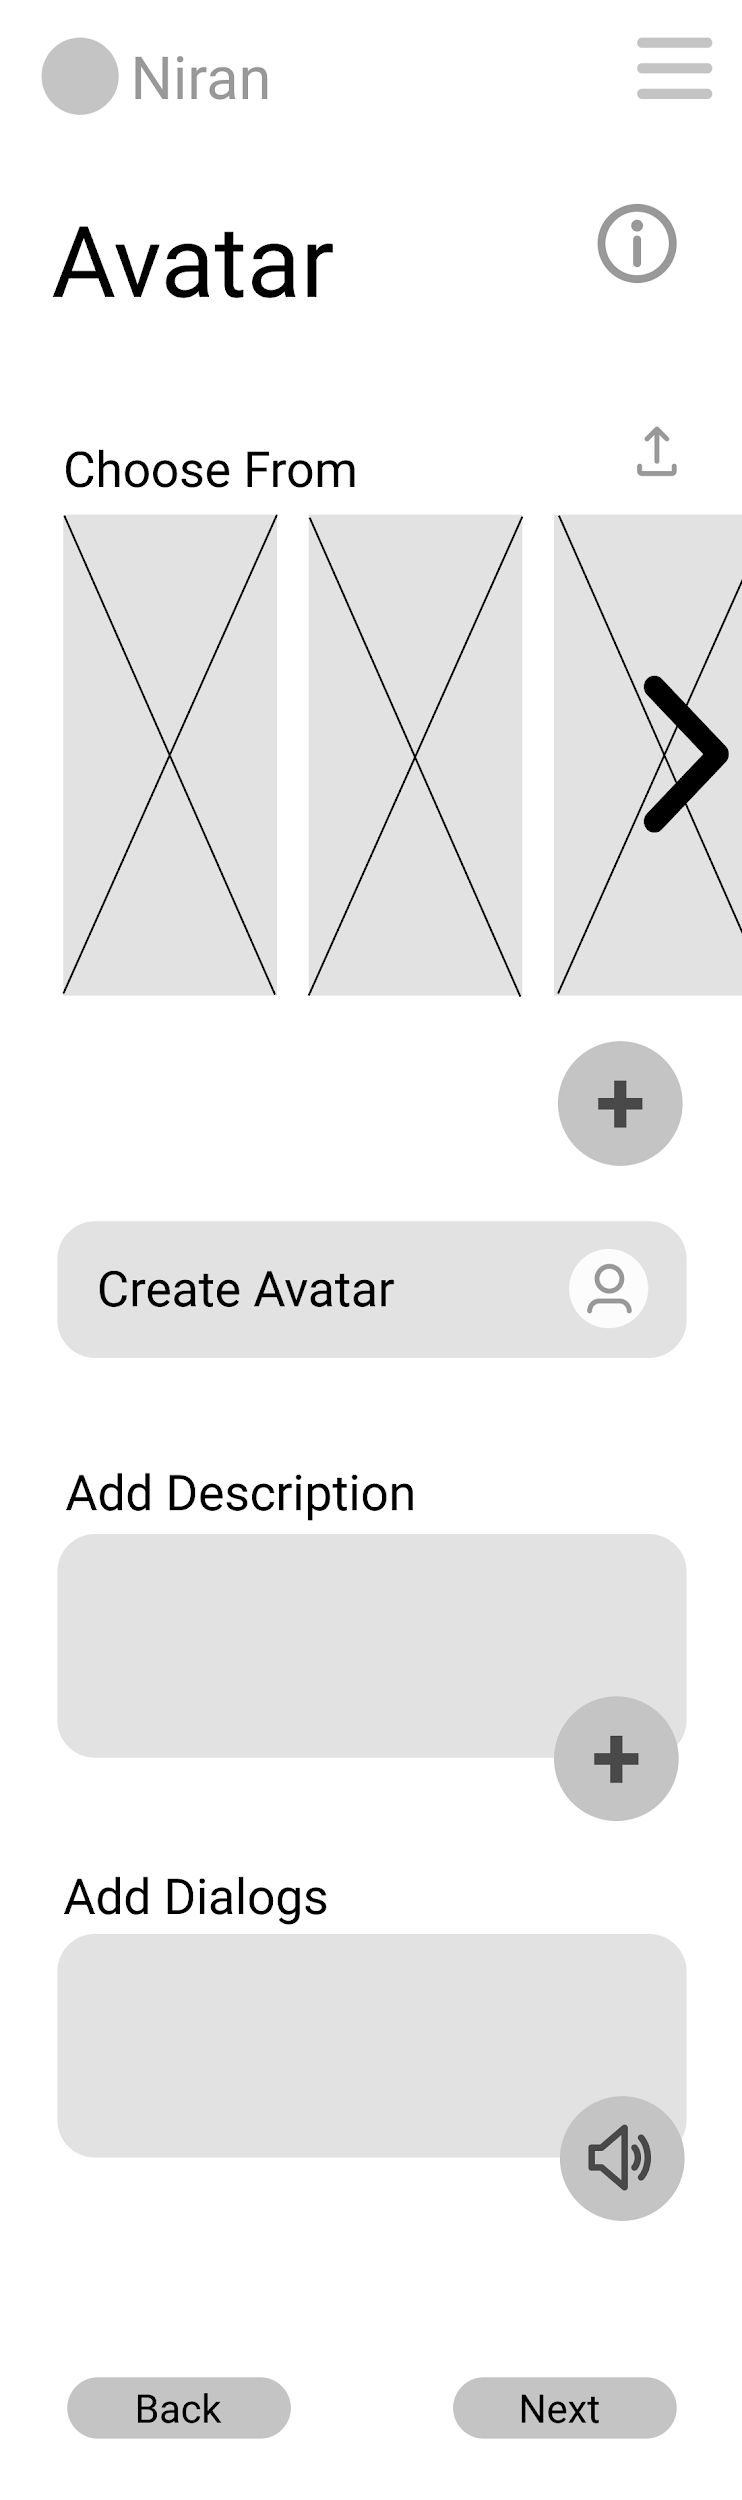 Niran
Avatar
Choose From
Create Avatar
Add Description
Add Dialogs
Back
Next